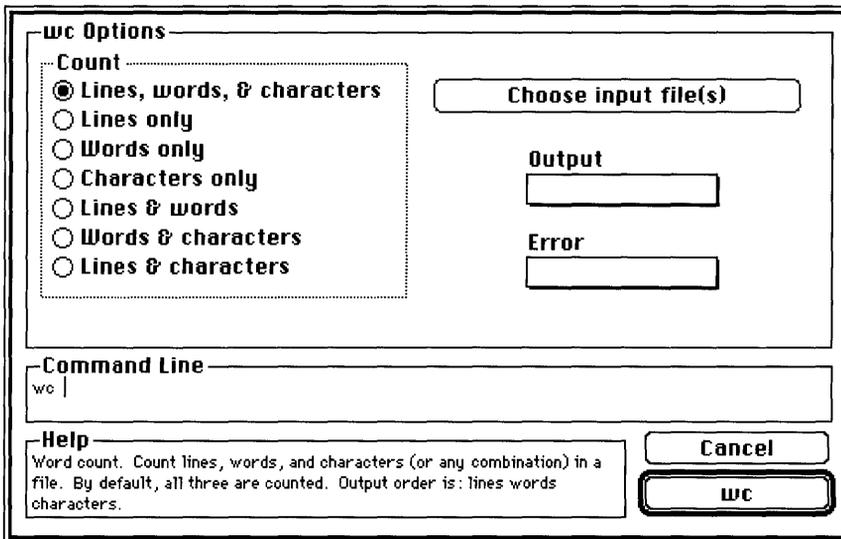 wc Options
Count
Lines, words, & characters
Lines only
Words only
Characters only
Lines & words
Words & characters
Lines & characters
Choose input file(s)
Output
Error
Command Line
wc
Help
Word count. Count lines, words, and characters (or any combination) in a
file. By default, all three are counted. Output order is: lines words
characters.
Cancel
wc